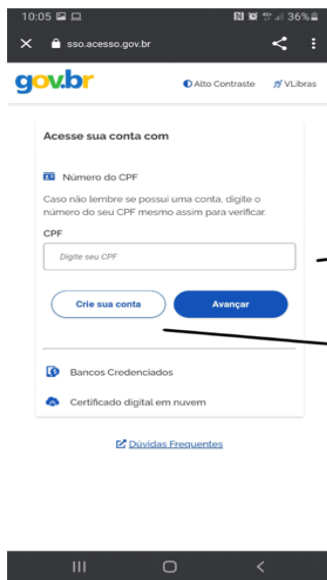 10:05 36%
sso.acesso.gov.br
gov.br Alto Contraste VLibras
Acesse sua conta com
Número do CPF
Caso não lembre se possui uma conta, digite o
número do seu CPF mesmo assim para verificar.
CPF
Digite seu CPF
Crie sua conta Avançar
Bancos Credenciados
Certificado digital em nuvem
Dúvidas Frequentes